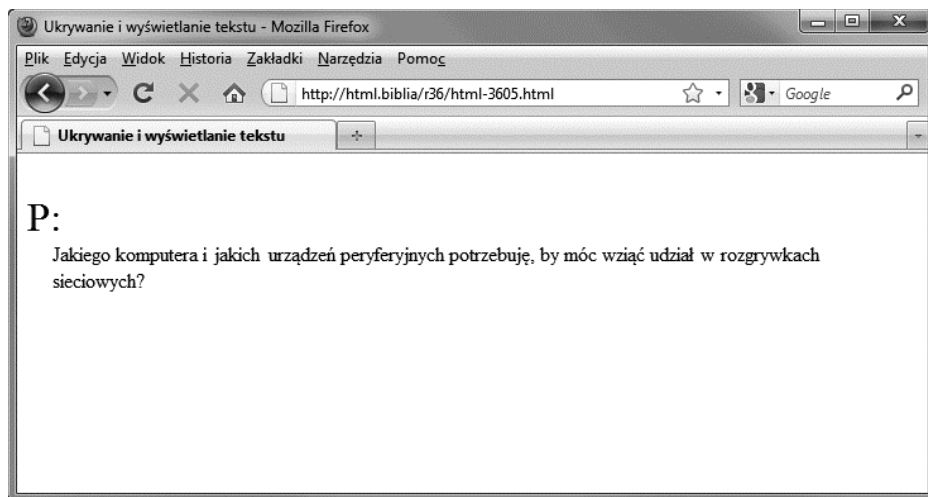 Ukrywanie i wyświetlanie tekstu - Mozilla Firefox
Plik Edycja Widok Historia Zakładki Narzędzia Pomoc
http://html.biblia/r36/html-3605.html Google
Ukrywanie i wyświetlanie tekstu
P:
Jakiego komputera i jakich urządzeń peryferyjnych potrzebuję, by móc wziąć udział w rozgrywkach
sieciowych?